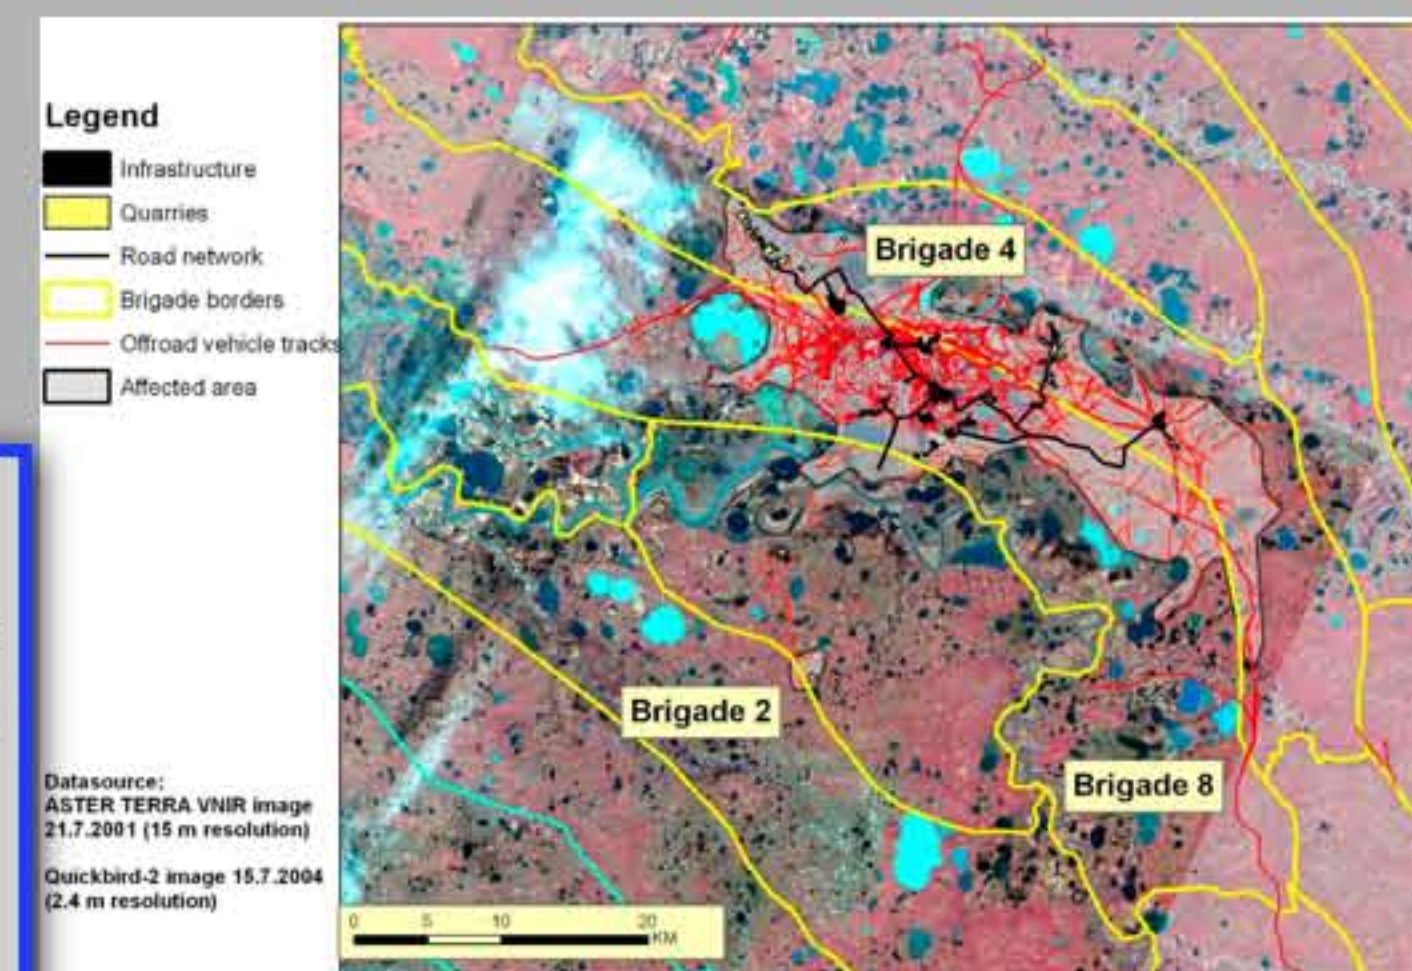 Legend
Infrastructure
Quarries
Road network
Brigade borders
Offroad vehicle tracks
Affected area
Datasource:
ASTER TERRA VNIR image
21.7.2001 (15 m resolution)
Quickbird-2 image 15.7.2004
(2.4 m resolution)
Brigade 4
Brigade 2
Brigade 8
0 5 10 20
KM